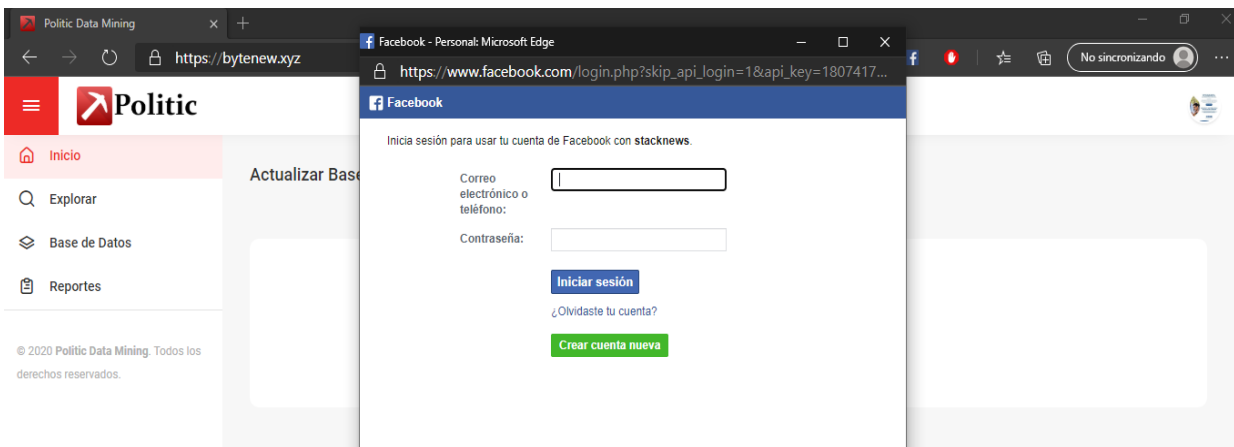 Politic Data Mining
https://bytenew.xyz
No sincronizando
Politic
Inicio
Explorar
Base de Datos
Reportes
© 2020 Politic Data Mining. Todos los
derechos reservados.
Actualizar Base
Facebook - Personal: Microsoft Edge
https://www.facebook.com/login.php?skip_api_login=1&api_key=1807417...
Facebook
Inicia sesión para usar tu cuenta de Facebook con stacknews.
Correo
electrónico o
teléfono:
Contraseña:
Iniciar sesión
¿Olvidaste tu cuenta?
Crear cuenta nueva